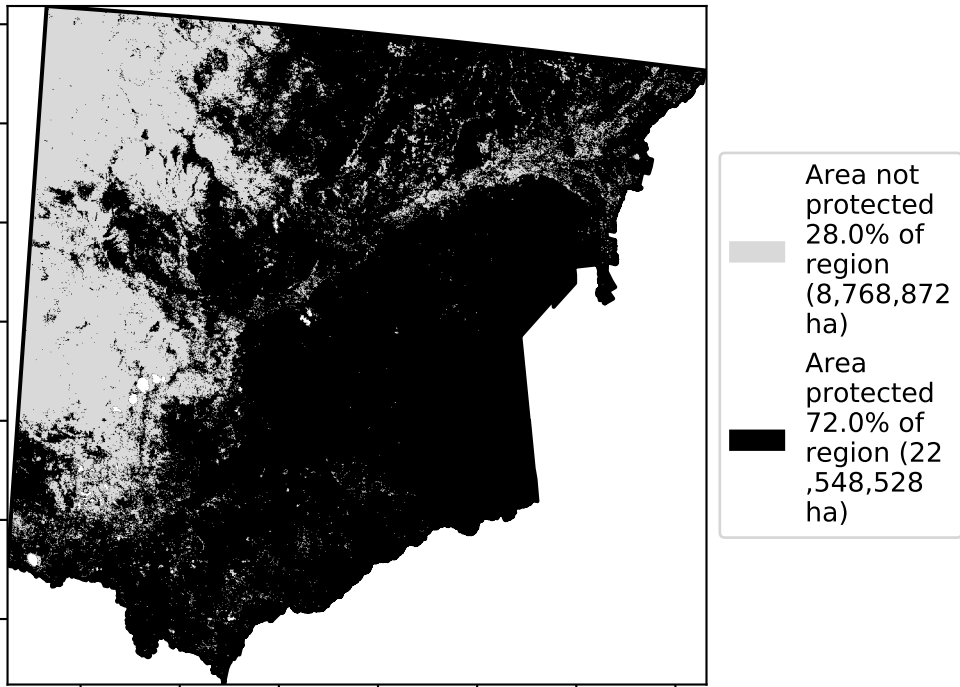 Area not
protected
28.0% of
region
(8,768,872
ha)
Area
protected
72.0% of
region (22
,548,528
ha)